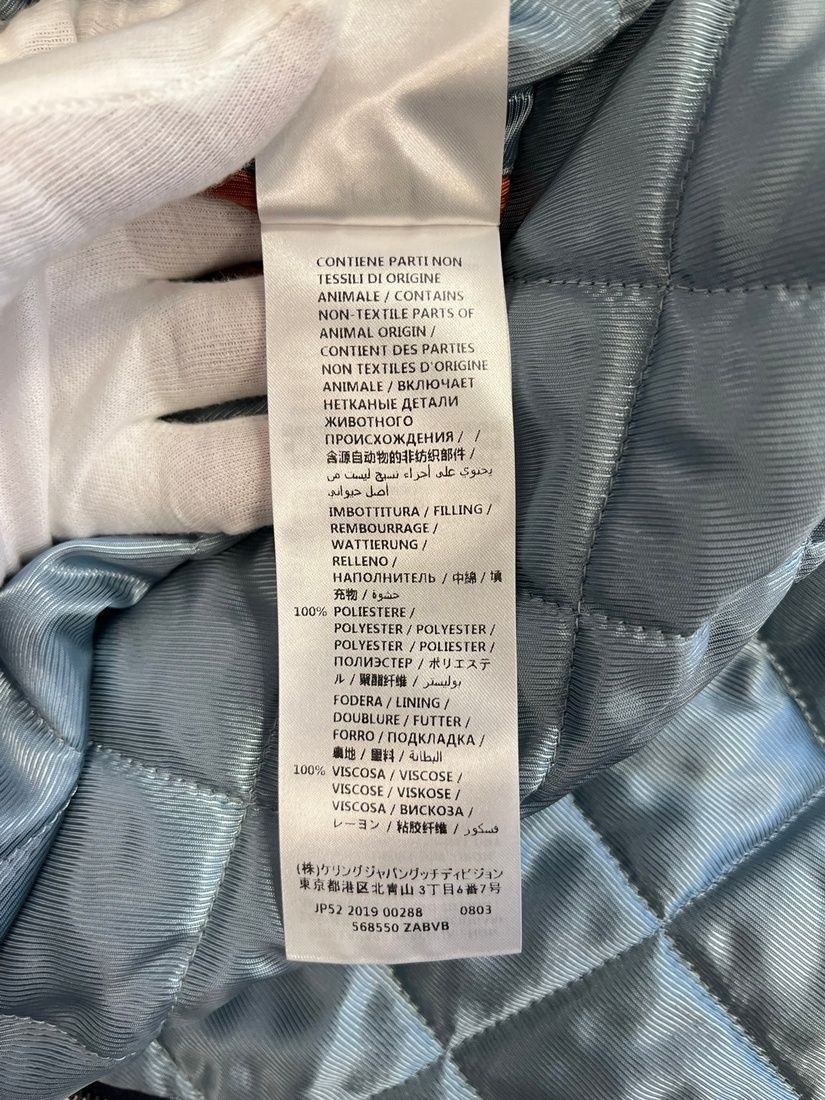 CONTIENE PARTI NON
TESSILI DI ORIGINE
ANIMALE / CONTAINS
NON-TEXTILE PARTS OF
ANIMAL ORIGIN /
CONTIENT DES PARTIES
NON TEXTILES D'ORIGINE
ANIMALE / ВКЛЮЧАЕТ
НЕТКАНЫЕ ДЕТАЛИ
ЖИВОТНОГО
ПРОИСХОЖДЕНИЯ / /
含源自动物的非纺织部件 /
يحتوي على أجزاء نسيج ليست من
أصل حيواني
IMBOTTITURA / FILLING /
REMBOURRAGE /
WATTIERUNG /
RELLENO /
НАПОЛНИТЕЛЬ / 中綿 / 填
充物 / حشوة
100% POLIESTERE /
POLYESTER / POLYESTER /
POLYESTER / POLIESTER /
ПОЛИЭСТЕР / ポリエステ
ル / 聚酯纤维 / بوليستر
FODERA / LINING /
DOUBLURE / FUTTER /
FORRO / ПОДКЛАДКА /
裏地 / 里料 / البطانة
100% VISCOSA / VISCOSE /
VISCOSE / VISKOSE /
VISCOSA / ВИСКОЗА /
レーヨン / 粘胶纤维 / فسكوز
(株)ケリングジャパングッチディビジョン
東京都港区北青山3丁目6番7号
JP52 2019 00288 0803
568550 ZABVB